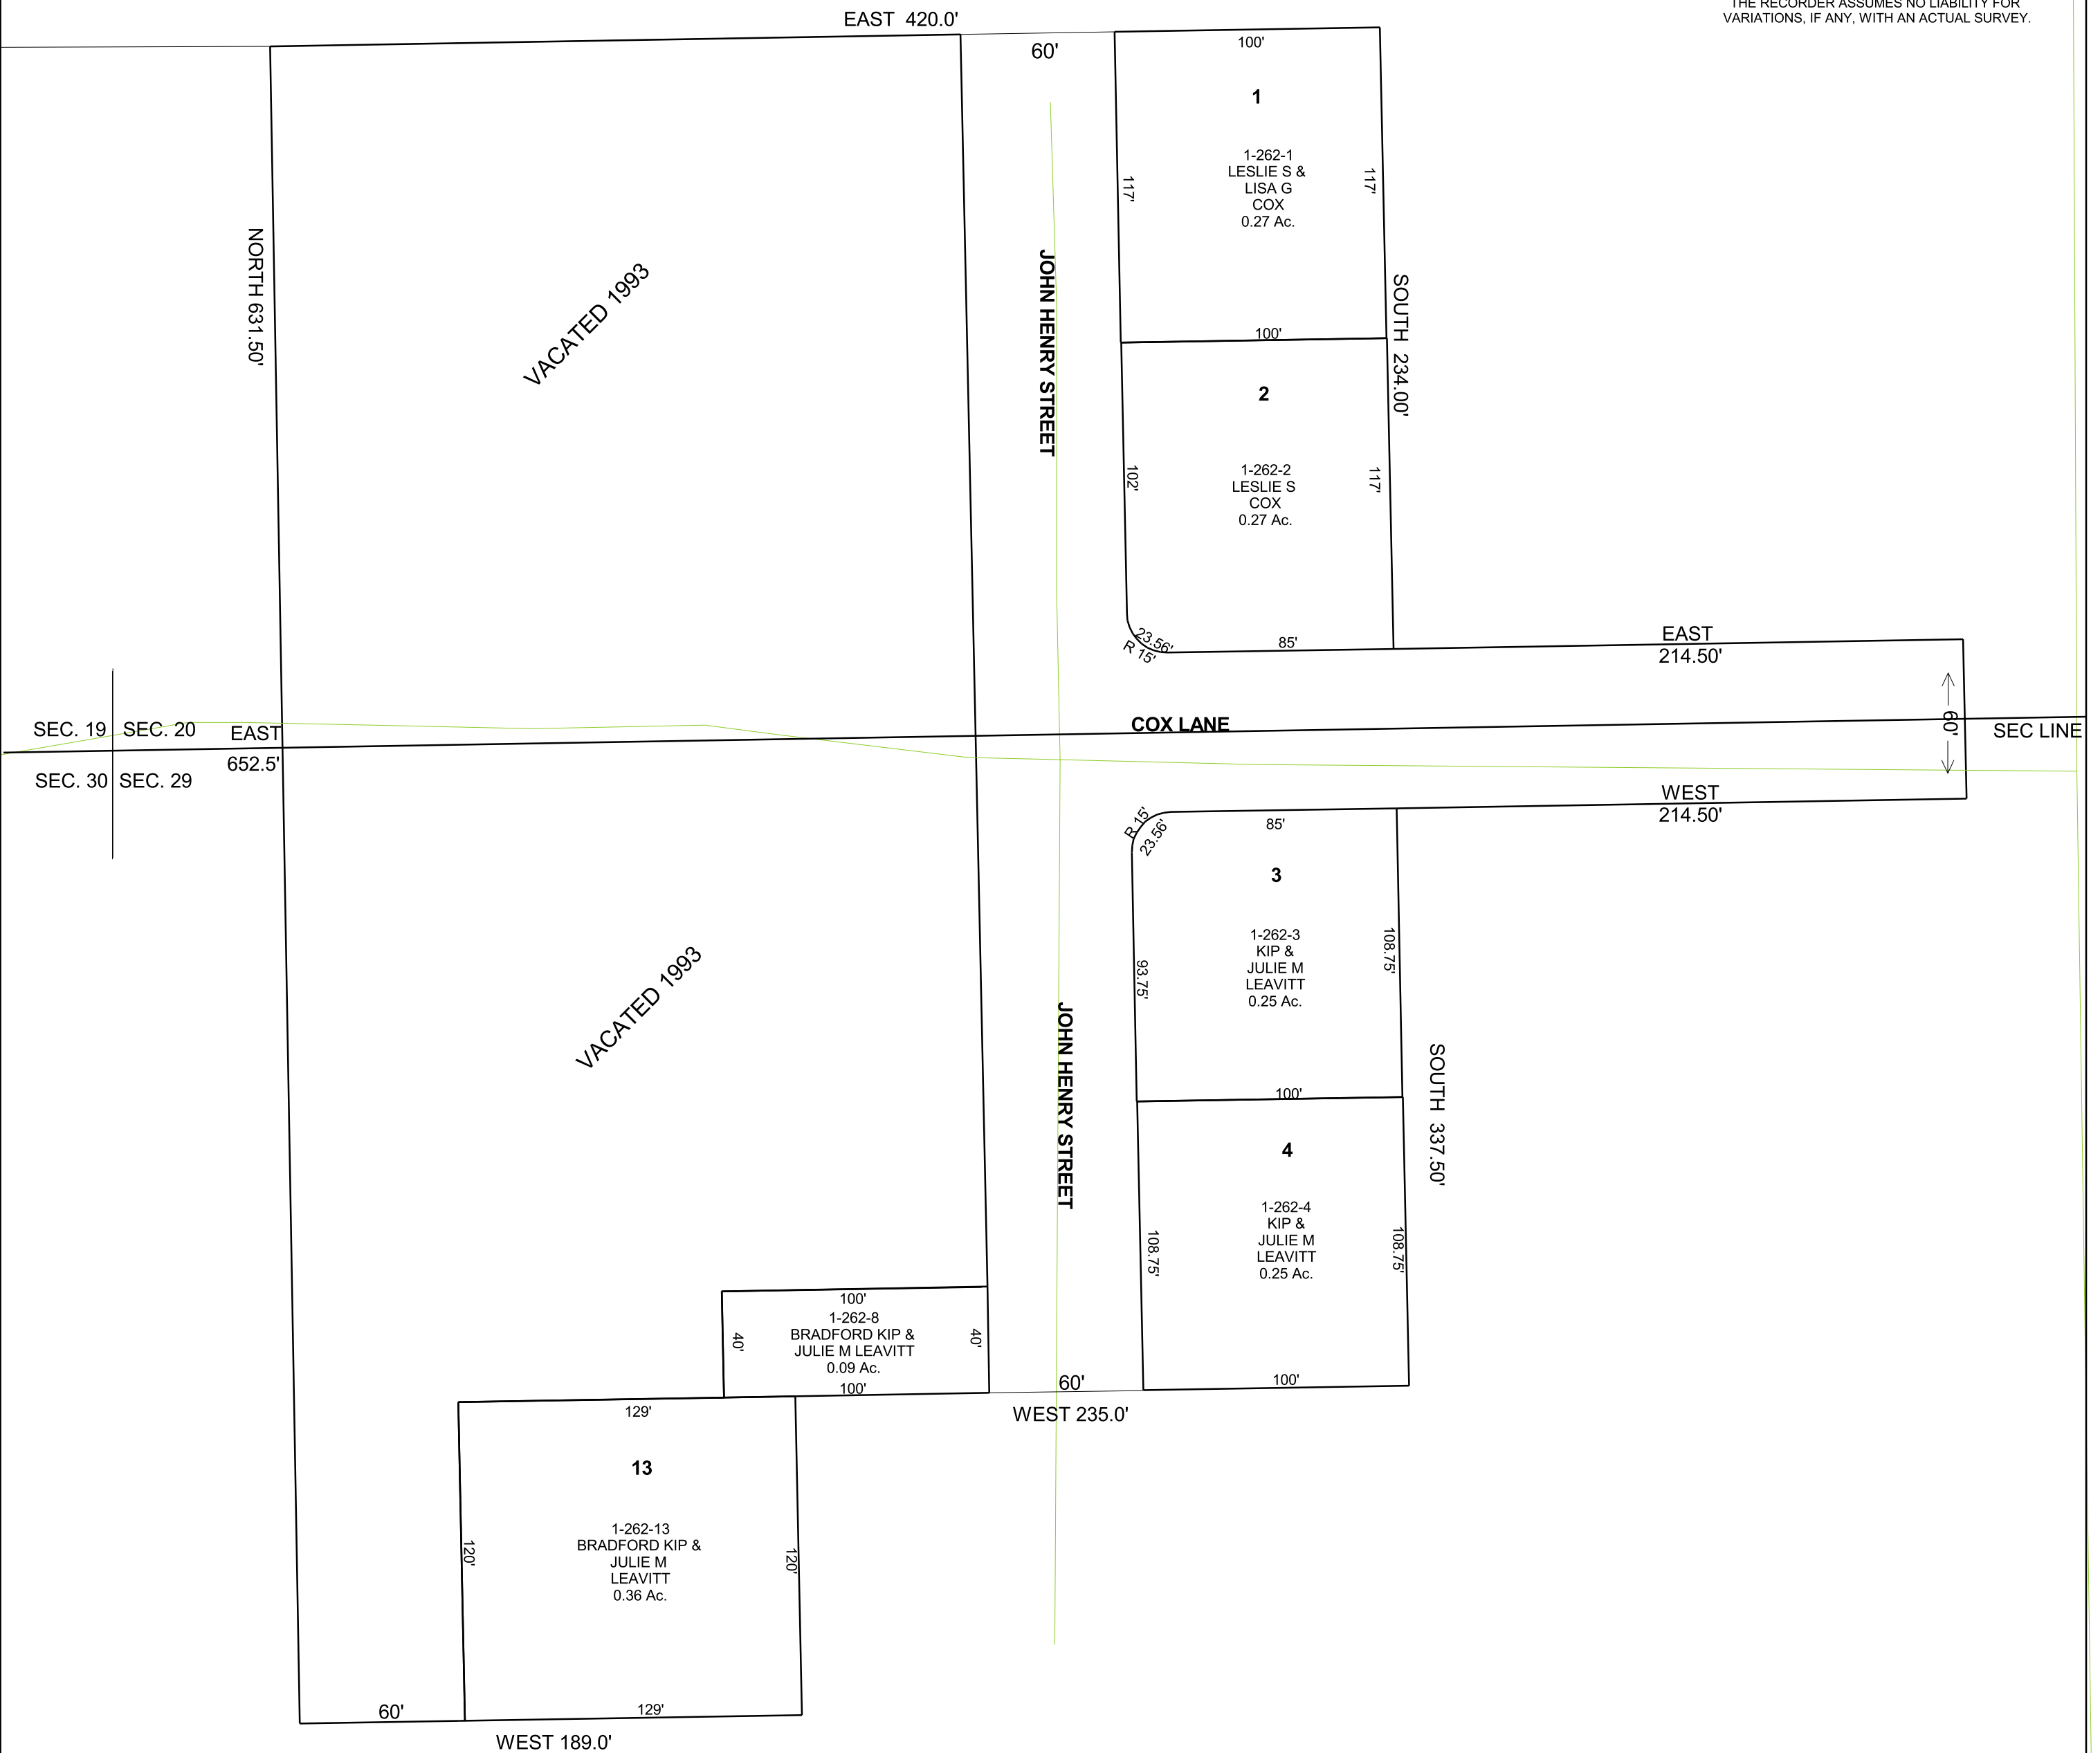 THE RECORDER ASSUMES NO LIABILITY FOR
VARIATIONS, IF ANY, WITH AN ACTUAL SURVEY.
EAST 420.0'
60'
100'
1
1-262-1
LESLIE S &
LISA G
COX
0.27 Ac.
117'
117'
NORTH 631.50'
VACATED 1993
JOHN HENRY STREET
SOUTH 234.00'
100'
2
1-262-2
LESLIE S
COX
0.27 Ac.
102'
117'
23.56'
R 15'
85'
EAST
214.50'
SEC. 19
SEC. 20
EAST
652.5'
SEC. 30
SEC. 29
COX LANE
60'
SEC LINE
WEST
214.50'
R 15'
23.56'
85'
3
1-262-3
KIP &
JULIE M
LEAVITT
0.25 Ac.
93.75'
108.75'
VACATED 1993
JOHN HENRY STREET
SOUTH 337.50'
100'
4
1-262-4
KIP &
JULIE M
LEAVITT
0.25 Ac.
108.75'
108.75'
100'
100'
1-262-8
BRADFORD KIP &
JULIE M LEAVITT
0.09 Ac.
40'
40'
100'
60'
WEST 235.0'
129'
13
1-262-13
BRADFORD KIP &
JULIE M
LEAVITT
0.36 Ac.
120'
120'
60'
129'
WEST 189.0'